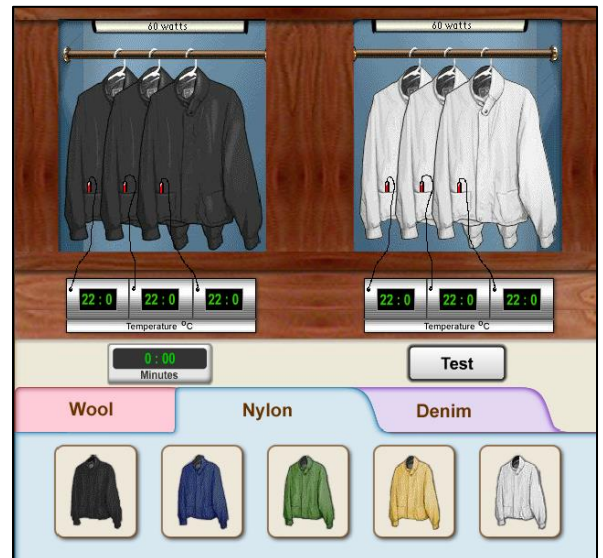 60 watts 60 watts
22 : 0 22 : 0 22 : 0 22 : 0 22 : 0 22 : 0
Temperature °C Temperature °C
0 : 00
Minutes
Test
Wool Nylon Denim